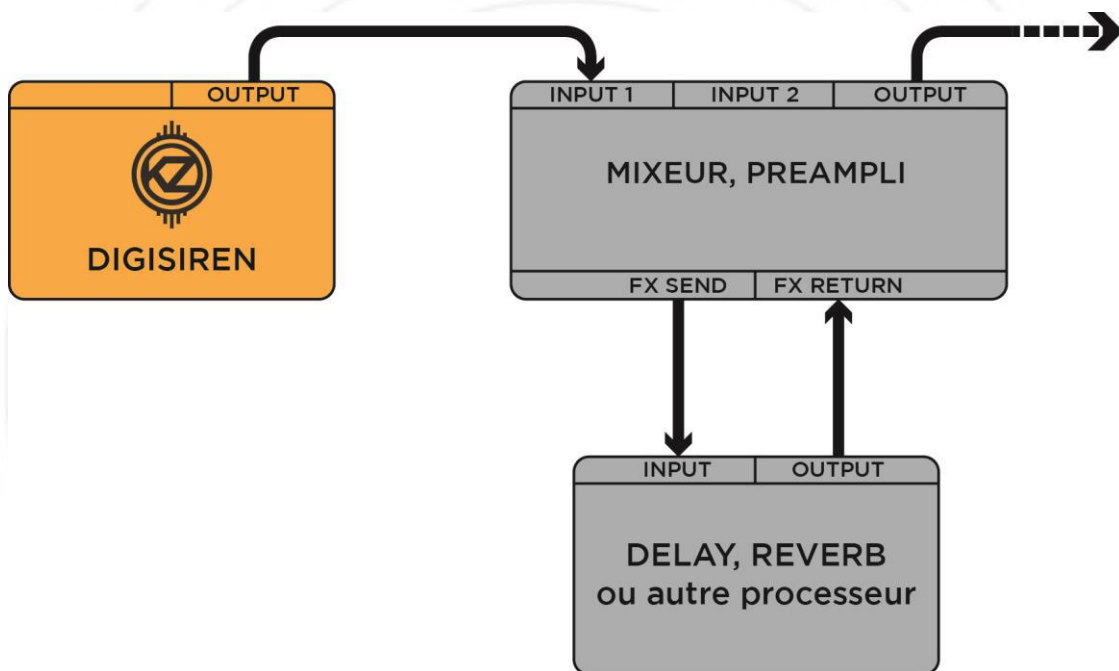 OUTPUT
KZ
DIGISIREN
INPUT 1 INPUT 2 OUTPUT
MIXEUR, PREAMPLI
FX SEND FX RETURN
INPUT OUTPUT
DELAY, REVERB
ou autre processeur